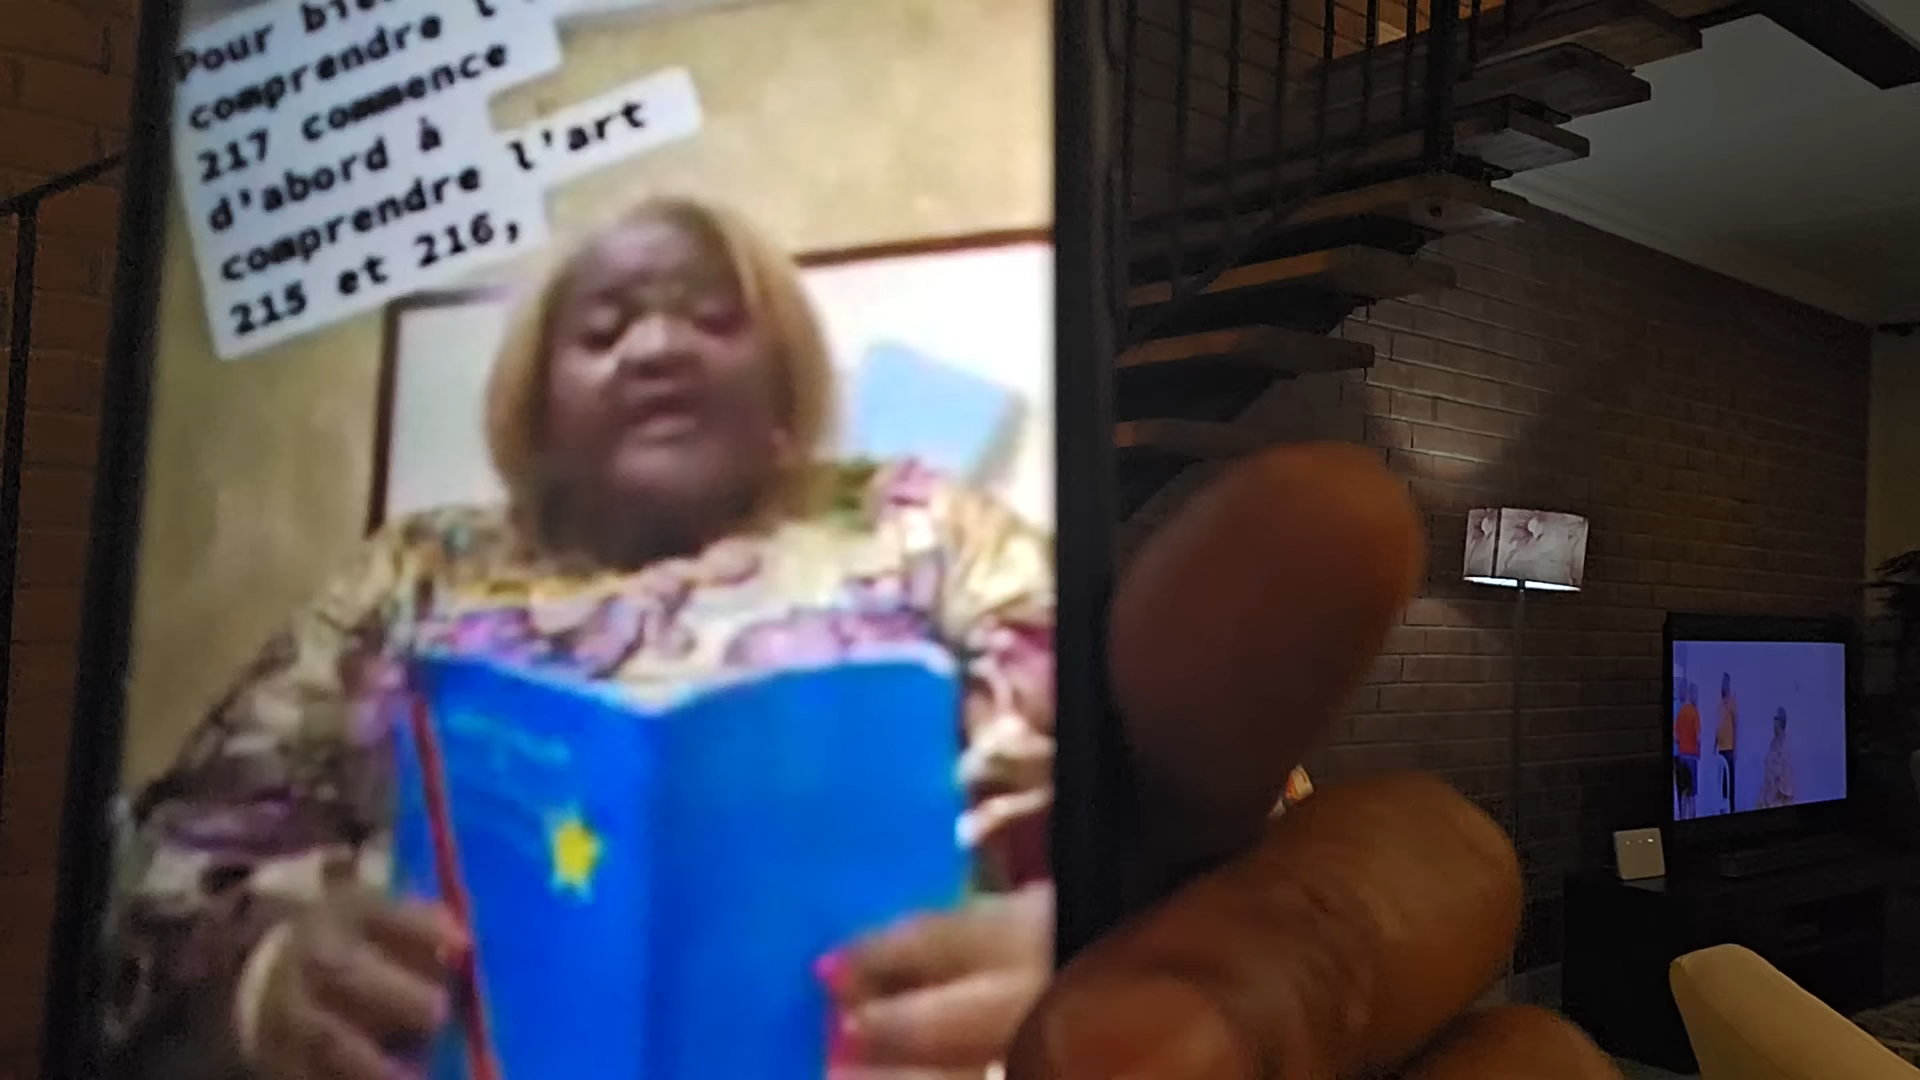 Pour
comprendre l'
217 commence
d'abord à
comprendre l'art
215 et 216,